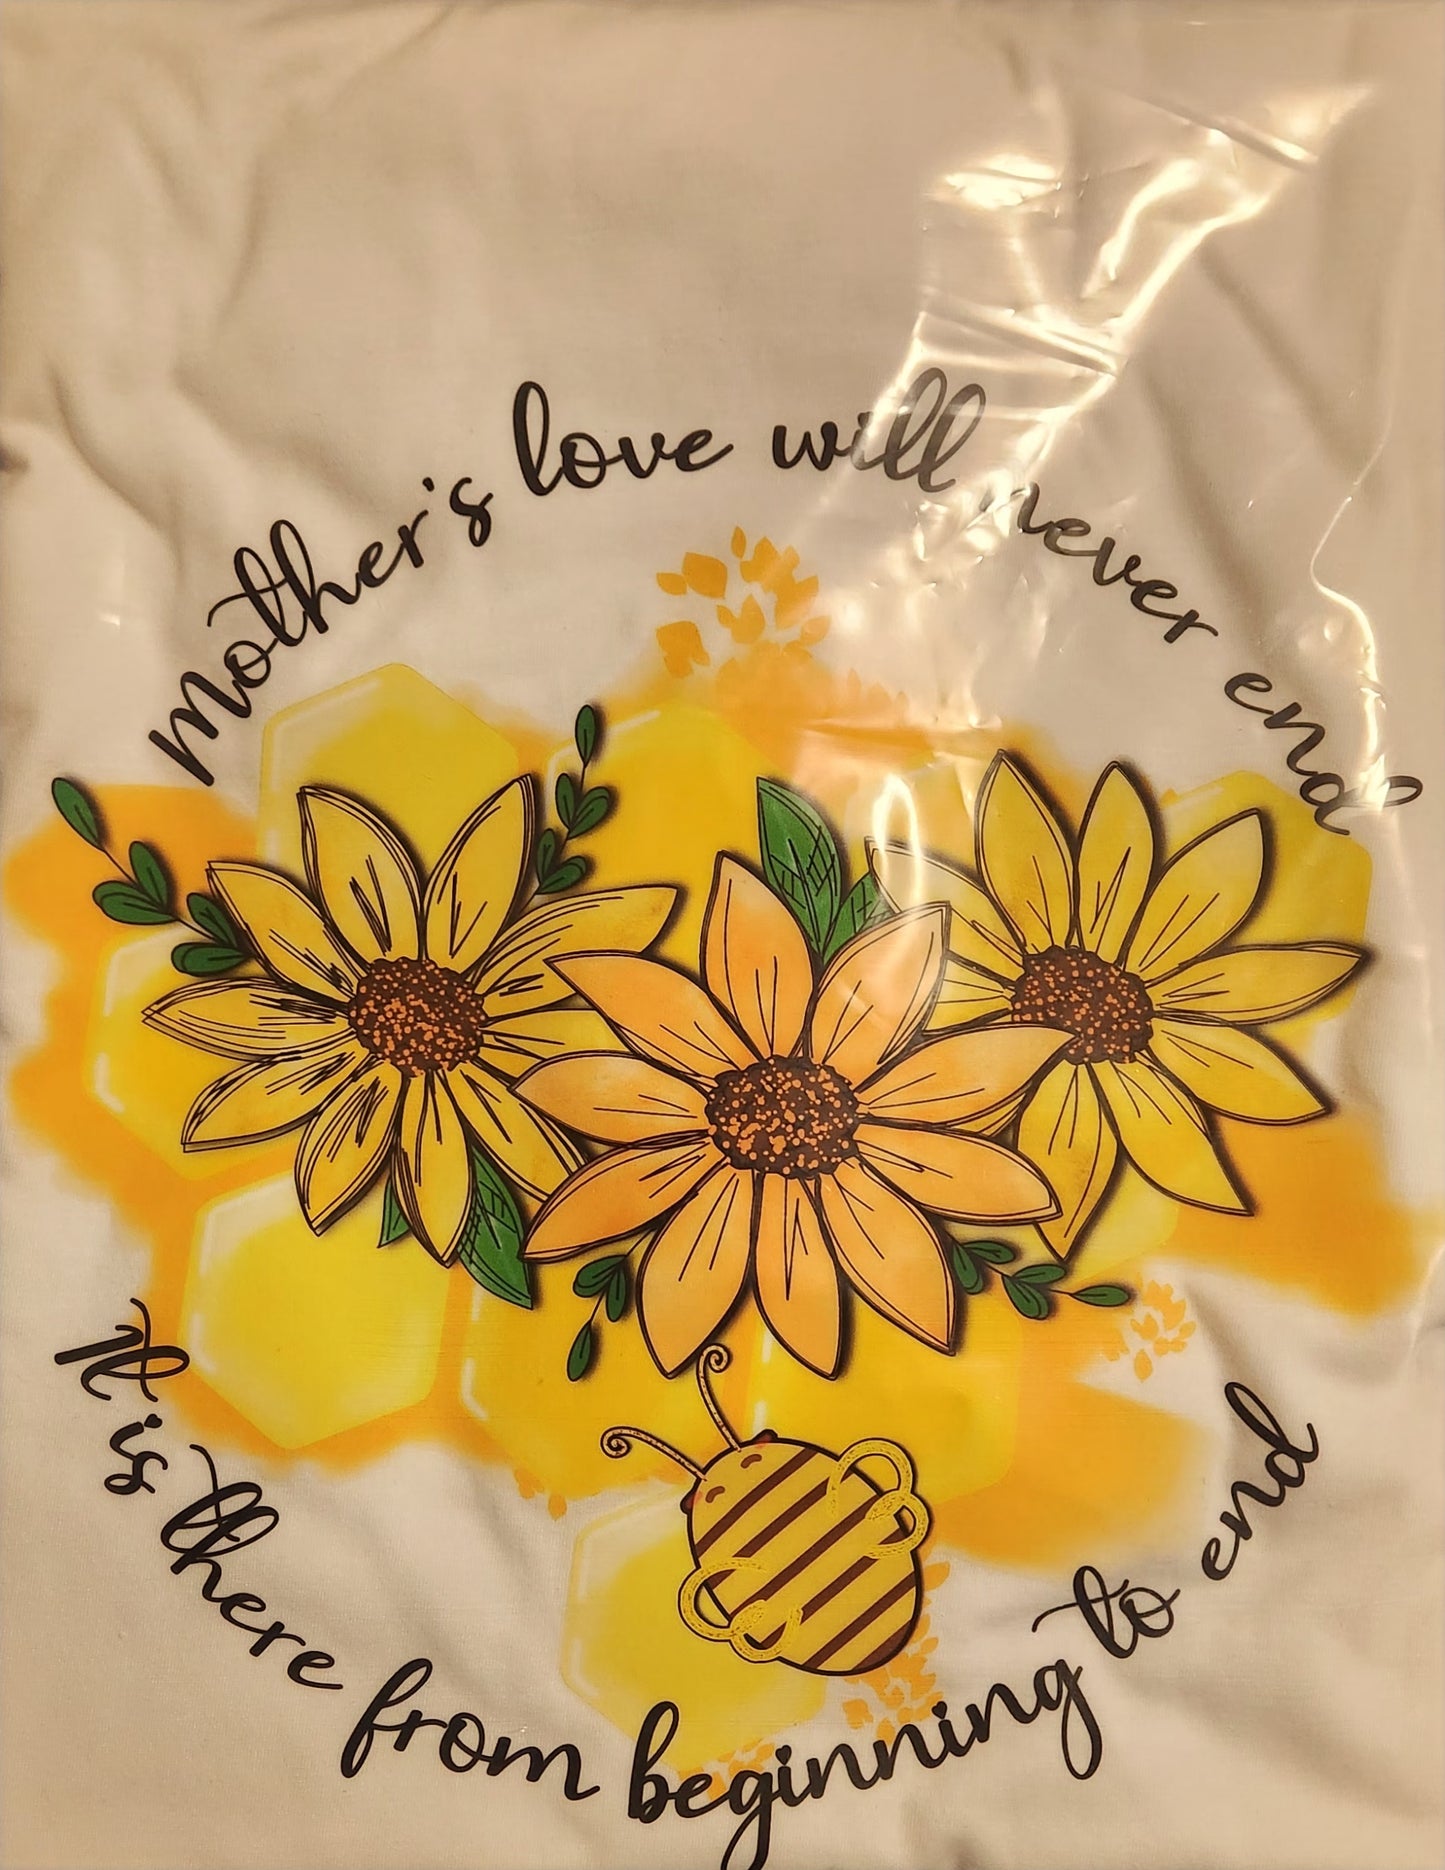 Mother's love will never end
It is there from beginning to end